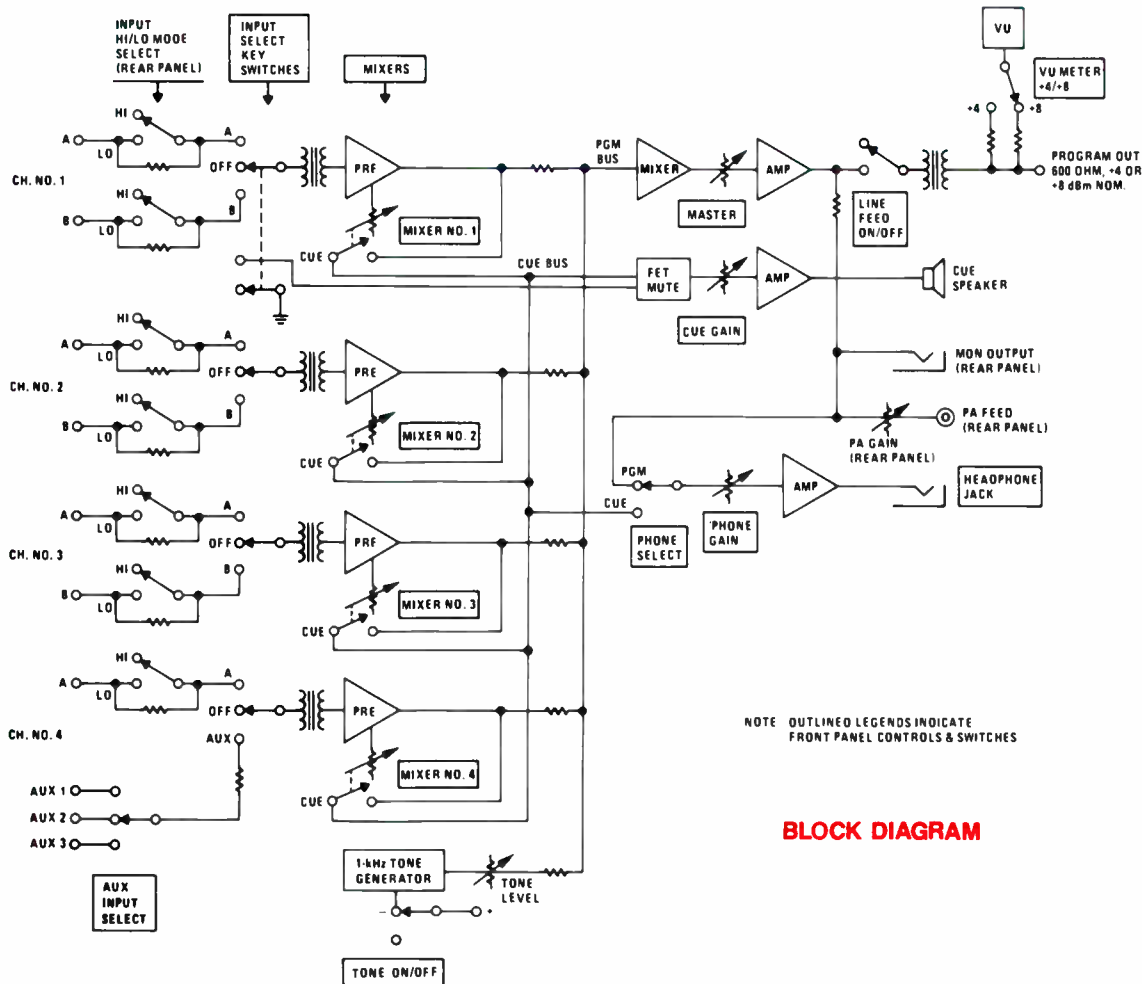 INPUT
HI/LO MODE
SELECT
(REAR PANEL)
INPUT
SELECT
KEY
SWITCHES
MIXERS
VU
VU METER
+4/+8
+4
+8
HI
A
LO
A
OFF
CH. NO. 1
HI
B
LO
B
PRE
MIXER NO. 1
CUE
PGM
BUS
MIXER
MASTER
AMP
LINE
FEED
ON/OFF
PROGRAM OUT
600 OHM, +4 OR
+8 dBm NOM.
CUE BUS
FET
MUTE
CUE GAIN
AMP
CUE
SPEAKER
HI
A
LO
A
OFF
CH. NO. 2
HI
B
LO
B
PRE
MIXER NO. 2
CUE
MON OUTPUT
(REAR PANEL)
PA GAIN
(REAR PANEL)
PA FEED
(REAR PANEL)
PGM
CUE
PHONE
SELECT
'PHONE
GAIN
AMP
HEADPHONE
JACK
HI
A
LO
A
OFF
CH. NO. 3
HI
B
LO
B
PRE
MIXER NO. 3
CUE
HI
A
LO
A
OFF
CH. NO. 4
AUX
PRE
MIXER NO. 4
CUE
AUX 1
AUX 2
AUX 3
AUX
INPUT
SELECT
1-kHz TONE
GENERATOR
TONE
LEVEL
-
+
TONE ON/OFF
NOTE OUTLINED LEGENDS INDICATE
FRONT PANEL CONTROLS & SWITCHES
BLOCK DIAGRAM